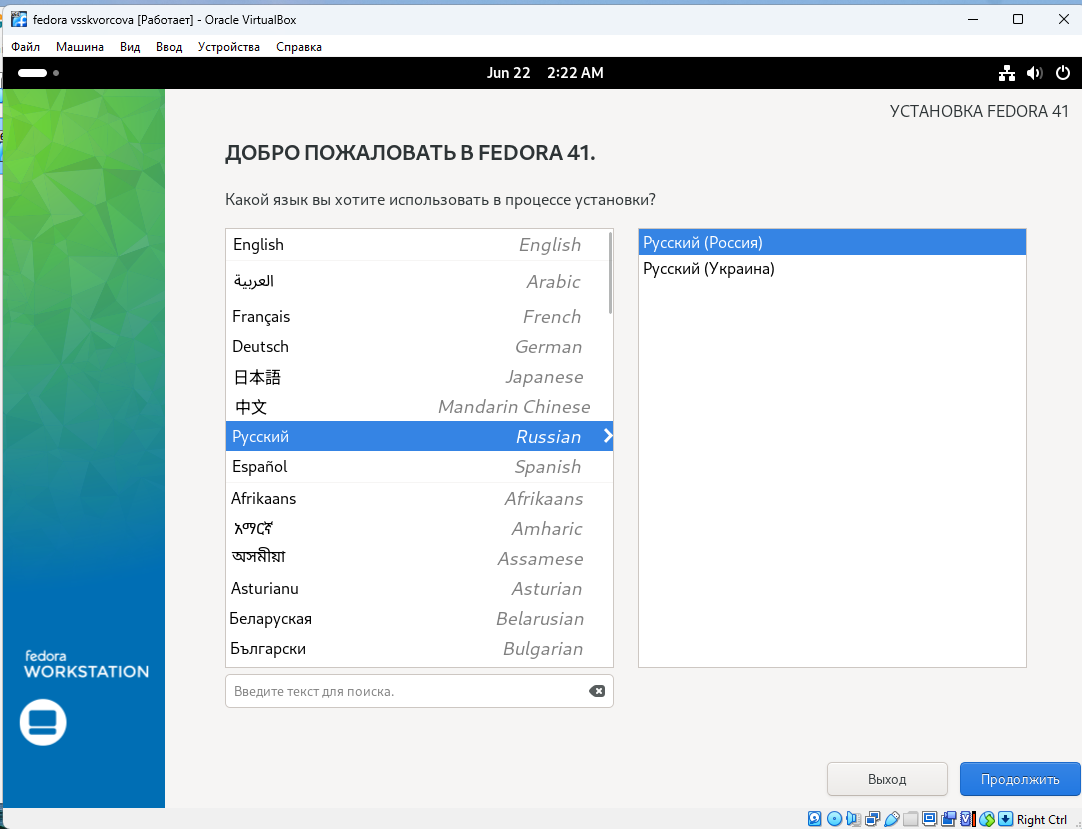 fedora vsskvorcova [Работает] - Oracle VirtualBox
Файл Машина Вид Ввод Устройства Справка
Jun 22 2:22 AM
УСТАНОВКА FEDORA 41
ДОБРО ПОЖАЛОВАТЬ В FEDORA 41.
Какой язык вы хотите использовать в процессе установки?
English English
العربية Arabic
Français French
Deutsch German
日本語 Japanese
中文 Mandarin Chinese
Русский Russian
Español Spanish
Afrikaans Afrikaans
አማርኛ Amharic
অসমীয়া Assamese
Asturianu Asturian
Беларуская Belarusian
Български Bulgarian
Введите текст для поиска.
Русский (Россия)
Русский (Украина)
fedora
WORKSTATION
Выход Продолжить
Right Ctrl